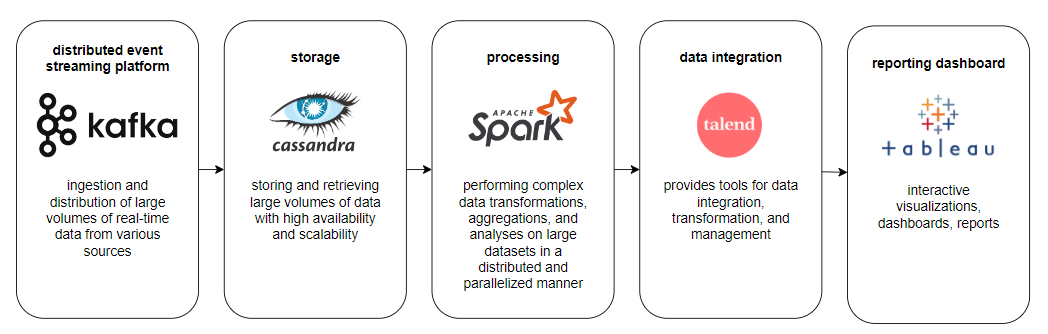 distributed event
streaming platform
kafka
ingestion and
distribution of large
volumes of real-time
data from various
sources
storage
cassandra
storing and retrieving
large volumes of data
with high availability
and scalability
processing
APACHE
Spark
performing complex
data transformations,
aggregations, and
analyses on large
datasets in a
distributed and
parallelized manner
data integration
talend
provides tools for data
integration,
transformation, and
management
reporting dashboard
+ableau
interactive
visualizations,
dashboards, reports